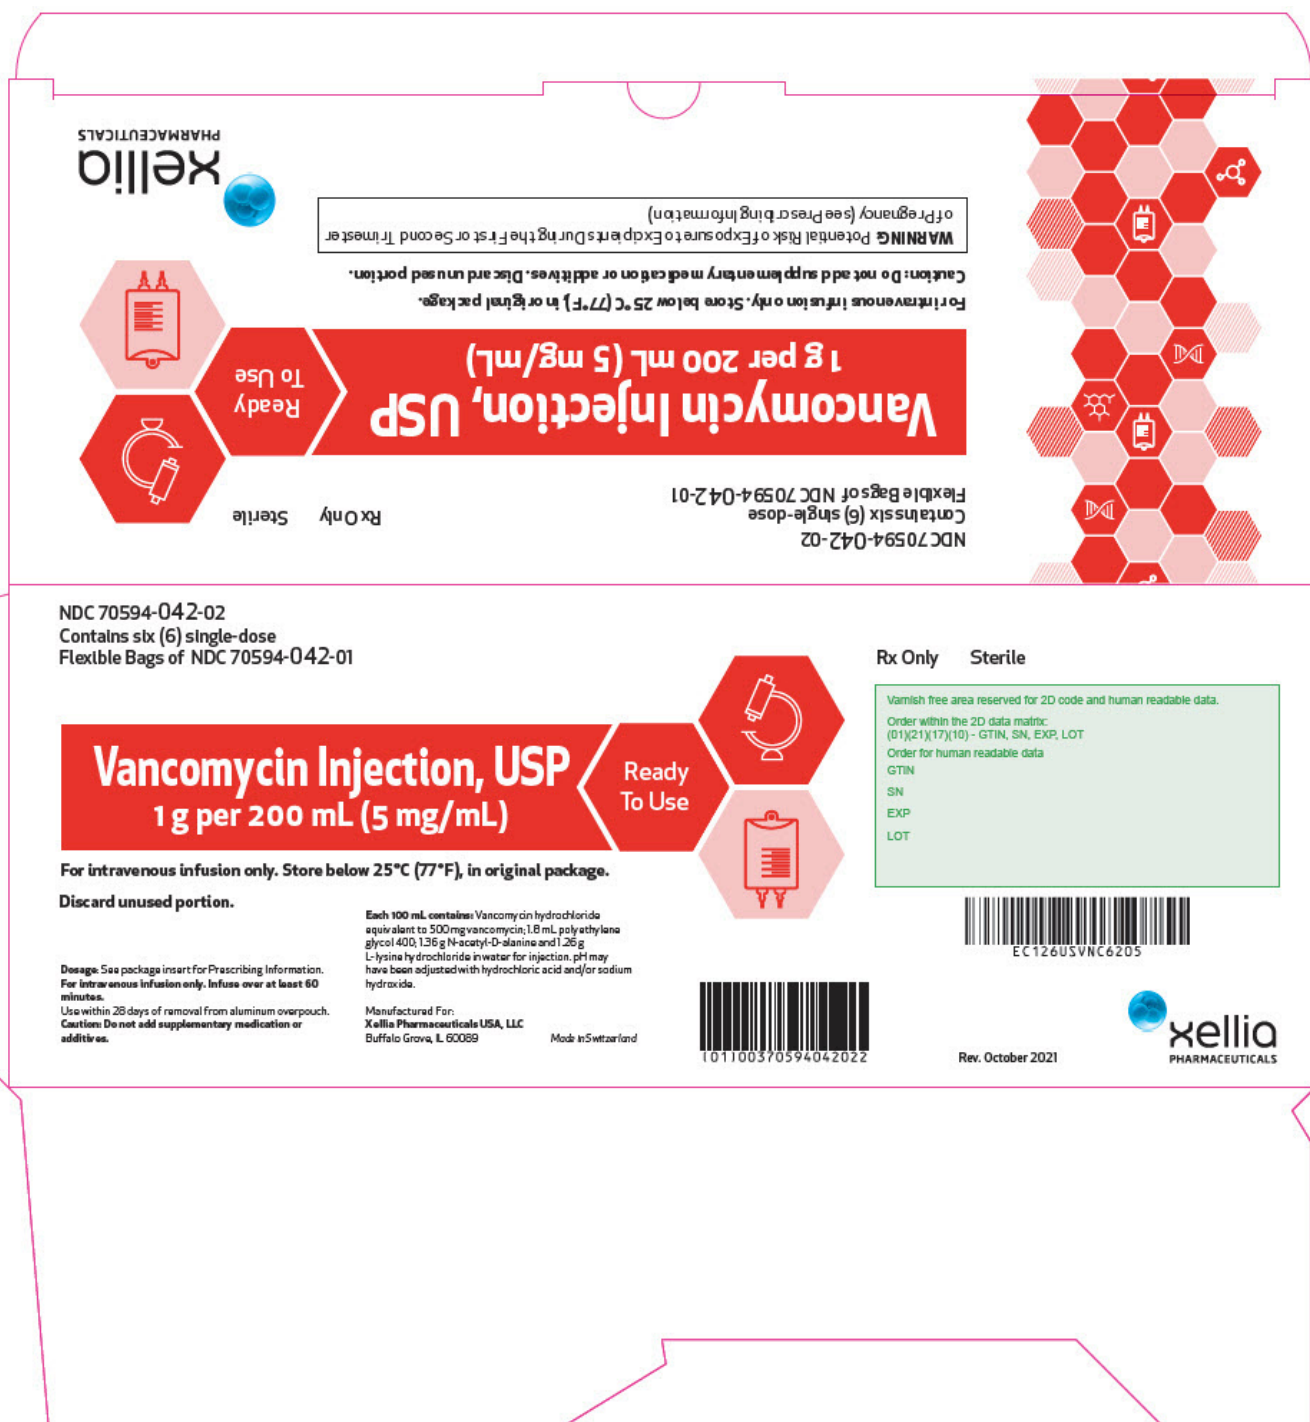 xellia
PHARMACEUTICALS
WARNING: Potential Risk of Exposure to Excipients During the First or Second Trimester
of Pregnancy (see Prescribing Information)
Caution: Do not add supplementary medication or additives. Discard unused portion.
For intravenous infusion only. Store below 25°C (77°F), in original package.
Vancomycin Injection, USP
1 g per 200 mL (5 mg/mL)
Ready
To Use
Rx Only Sterile
NDC 70594-042-02
Contains six (6) single-dose
Flexible Bags of NDC 70594-042-01
NDC 70594-042-02
Contains six (6) single-dose
Flexible Bags of NDC 70594-042-01
Vancomycin Injection, USP
1 g per 200 mL (5 mg/mL)
Ready
To Use
Rx Only Sterile
Varnish free area reserved for 2D code and human readable data.
Order within the 2D data matrix:
(01)(21)(17)(10) - GTIN, SN, EXP, LOT
Order for human readable data
GTIN
SN
EXP
LOT
For intravenous infusion only. Store below 25°C (77°F), in original package.
Discard unused portion.
Dosage: See package insert for Prescribing Information.
For intravenous infusion only. Infuse over at least 60
minutes.
Use within 28 days of removal from aluminum overpouch.
Caution: Do not add supplementary medication or
additives.
Each 100 mL contains: Vancomycin hydrochloride
equivalent to 500 mg vancomycin; 1.8 mL polyethylene
glycol 400; 1.36 g N-acetyl-D-alanine and 1.26 g
L-lysine hydrochloride in water for injection. pH may
have been adjusted with hydrochloric acid and/or sodium
hydroxide.
Manufactured For:
Xellia Pharmaceuticals USA, LLC
Buffalo Grove, IL 60089
Made in Switzerland
(01)00370594042022
EC126USVNC6205
Rev. October 2021
xellia
PHARMACEUTICALS